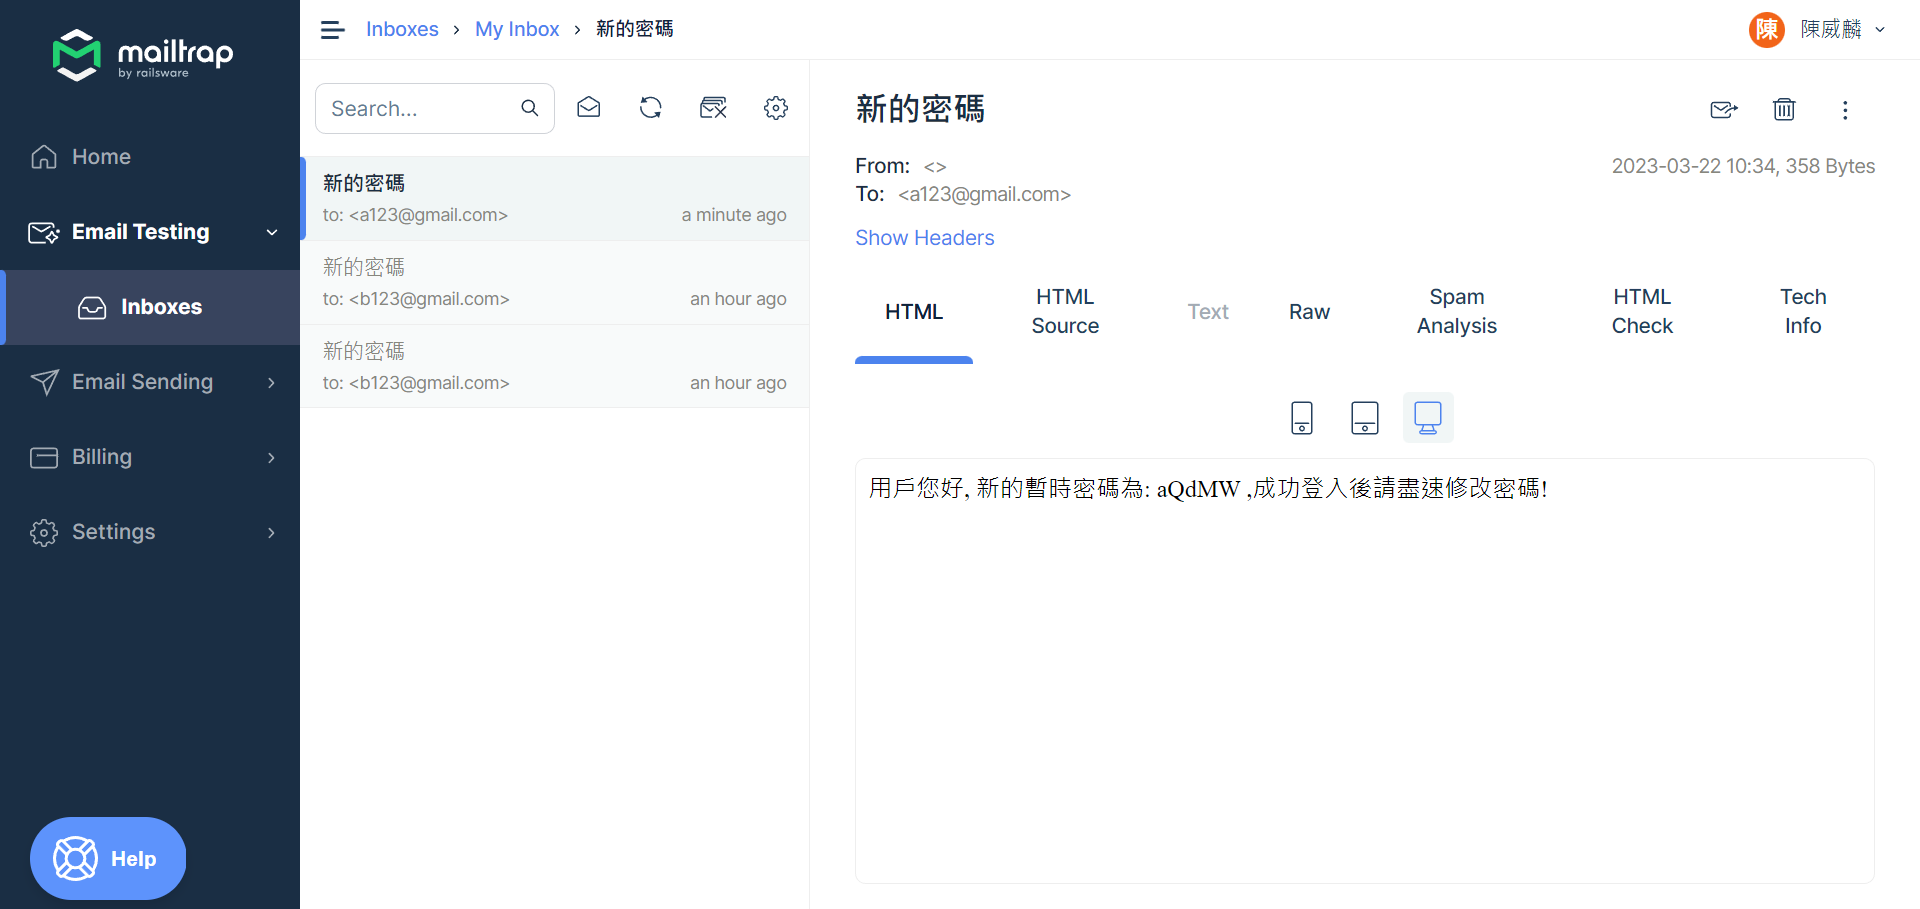 mailtrap
by railsware
Home
Email Testing
Inboxes
Email Sending
Billing
Settings
Help
Inboxes › My Inbox › 新的密碼
陳 陳威麟
Search...
新的密碼
to: <a123@gmail.com> a minute ago
新的密碼
to: <b123@gmail.com> an hour ago
新的密碼
to: <b123@gmail.com> an hour ago
新的密碼
From: <>
2023-03-22 10:34, 358 Bytes
To: <a123@gmail.com>
Show Headers
HTML
HTML
Source
Text
Raw
Spam
Analysis
HTML
Check
Tech
Info
用戶您好, 新的暫時密碼為: aQdMW ,成功登入後請盡速修改密碼!